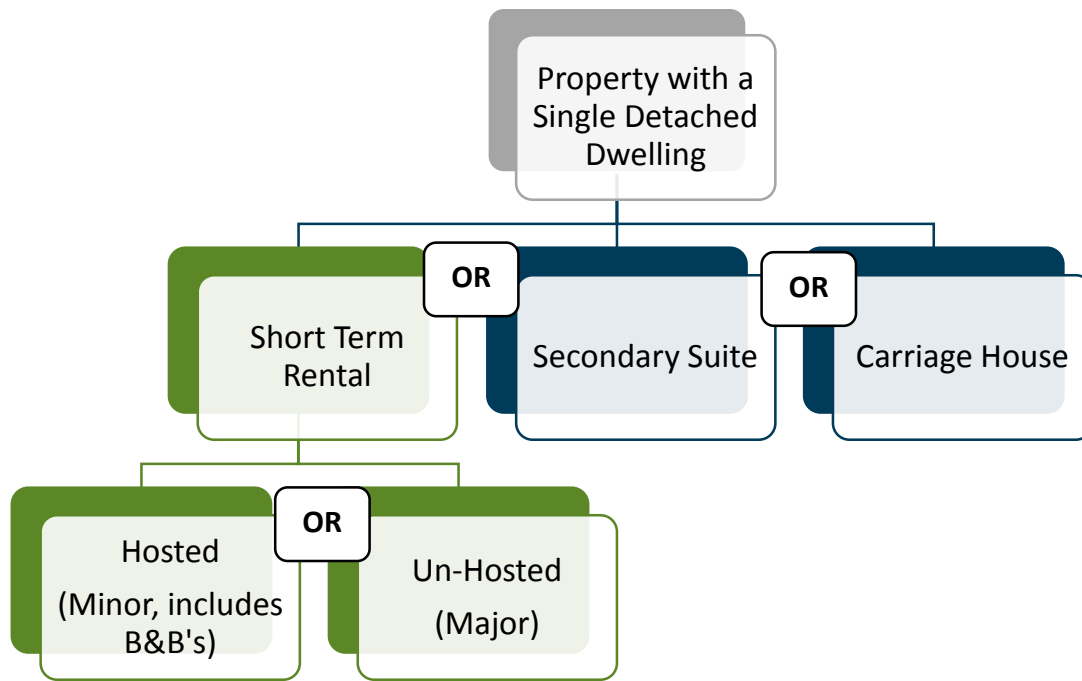 Property with a
Single Detached
Dwelling
OR
OR
Short Term
Rental
Secondary Suite
Carriage House
OR
Hosted
(Minor, includes
B&B's)
Un-Hosted
(Major)